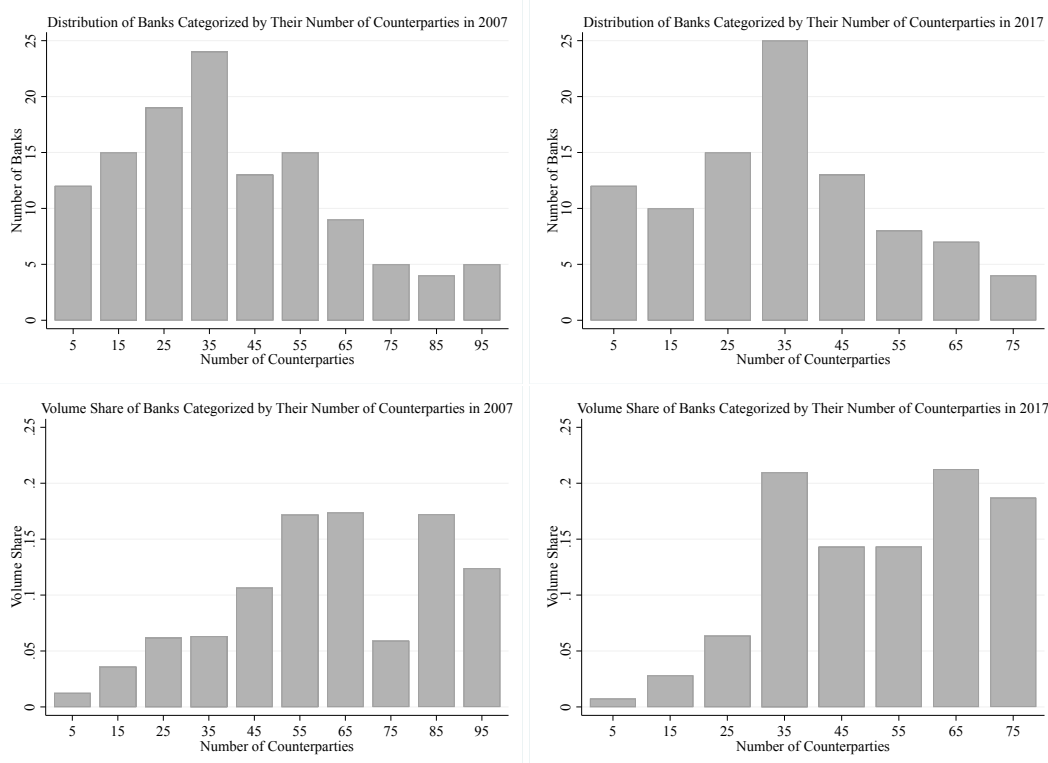 Distribution of Banks Categorized by Their Number of Counterparties in 2007
Number of Banks
25
20
15
10
5
0
5 15 25 35 45 55 65 75 85 95
Number of Counterparties
Distribution of Banks Categorized by Their Number of Counterparties in 2017
Number of Banks
25
20
15
10
5
0
5 15 25 35 45 55 65 75
Number of Counterparties
Volume Share of Banks Categorized by Their Number of Counterparties in 2007
Volume Share
.25
.2
.15
.1
.05
0
5 15 25 35 45 55 65 75 85 95
Number of Counterparties
Volume Share of Banks Categorized by Their Number of Counterparties in 2017
Volume Share
.25
.2
.15
.1
.05
0
5 15 25 35 45 55 65 75
Number of Counterparties